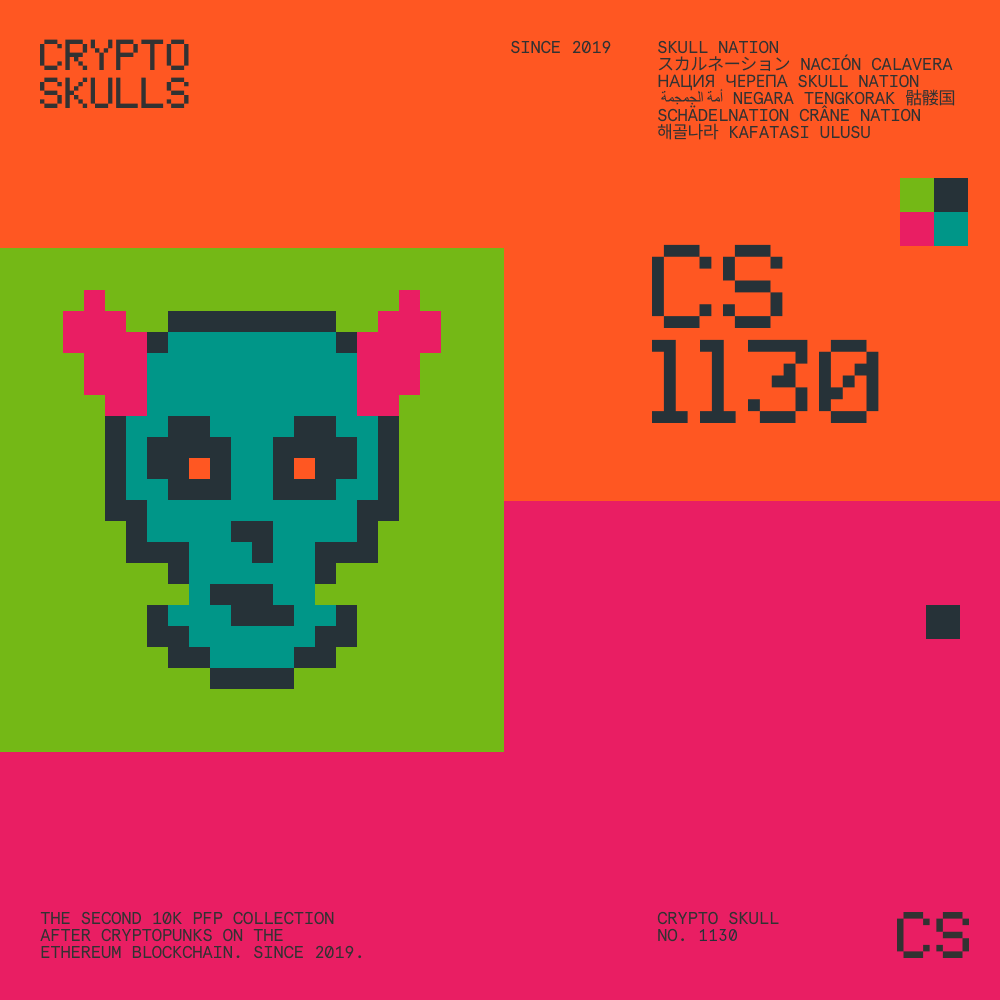 CRYPTO
SKULLS
SINCE 2019
SKULL NATION
スカルネーション NACIÓN CALAVERA
НАЦИЯ ЧЕРЕПА SKULL NATION
أمة الجمجمة NEGARA TENGKORAK 骷髅国
SCHÄDELNATION CRÂNE NATION
해골나라 KAFATASI ULUSU
CS
1130
THE SECOND 10K PFP COLLECTION
AFTER CRYPTOPUNKS ON THE
ETHEREUM BLOCKCHAIN. SINCE 2019.
CRYPTO SKULL
NO. 1130
CS